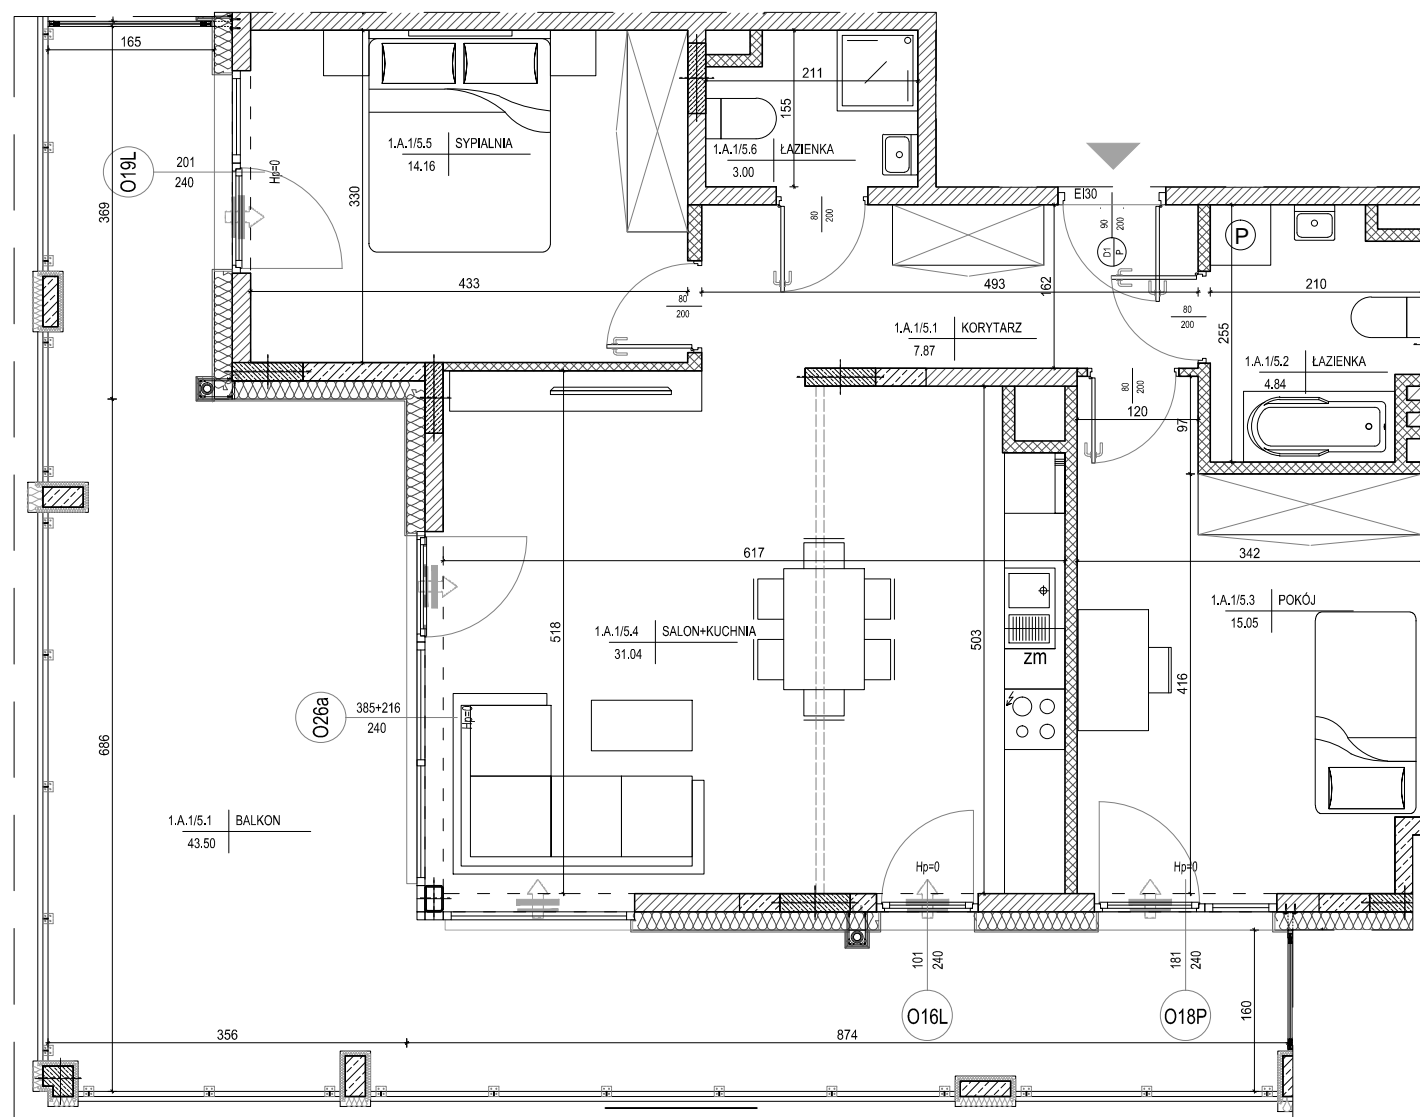 165
211
155
1.A.1/5.5 SYPIALNIA
14.16
1.A.1/5.6 ŁAZIENKA
3.00
O19L
201
240
Hp=0
369
330
EI30
80
200
90
200
D1
P
P
433
493
162
210
80
200
80
200
255
1.A.1/5.1 KORYTARZ
7.87
1.A.1/5.2 ŁAZIENKA
4.84
80
200
120
97
617
342
518
503
1.A.1/5.4 SALON+KUCHNIA
31.04
1.A.1/5.3 POKÓJ
15.05
zm
416
O26a
385+216
240
Hp=0
686
1.A.1/5.1 BALKON
43.50
Hp=0
Hp=0
101
240
181
240
O16L
O18P
160
356
874